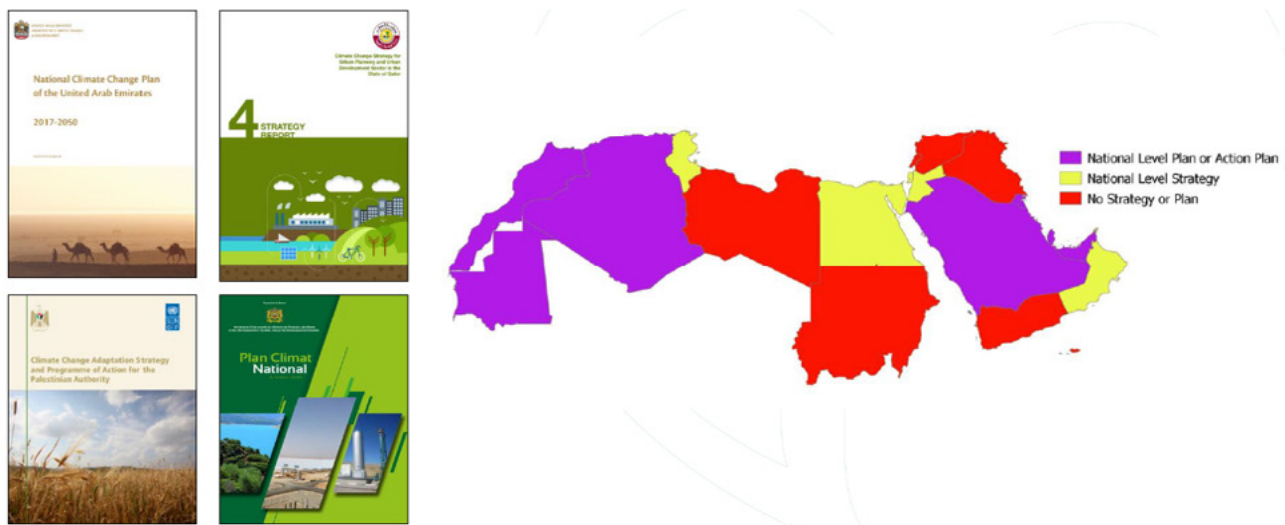 National Climate Change Plan
of the United Arab Emirates
2017-2050
Climate Change Strategy for
Urban Planning and Urban
Development Sector in the
State of Qatar
4 STRATEGY
REPORT
Climate Change Adaptation Strategy
and Programme of Action for the
Palestinian Authority
Plan Climat
National
National Level Plan or Action Plan
National Level Strategy
No Strategy or Plan